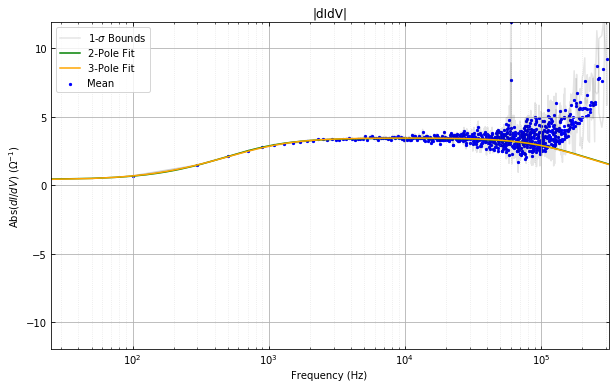 |dIdV|
1-σ Bounds
2-Pole Fit
3-Pole Fit
Mean
10
5
0
−5
−10
Abs(dI/dV) (Ω⁻¹)
10² 10³ 10⁴ 10⁵
Frequency (Hz)